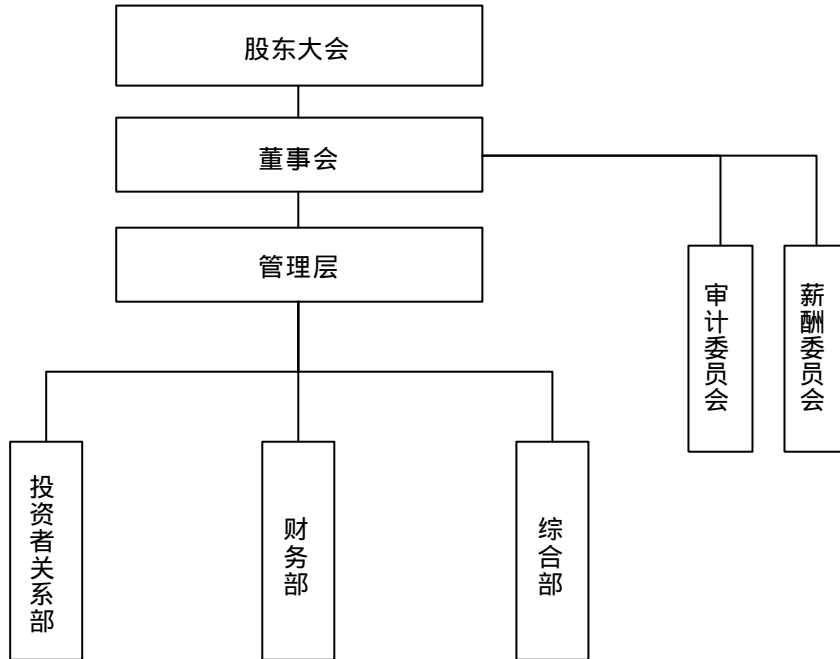 股东大会
董事会
管理层
审计委员会
薪酬委员会
投资者关系部
财务部
综合部